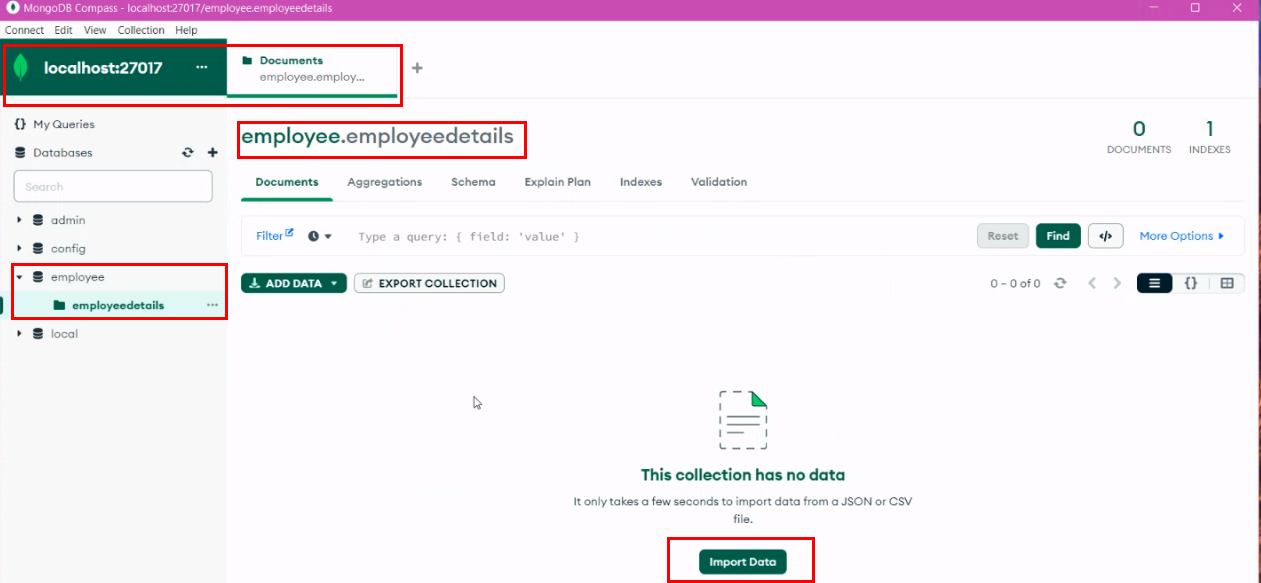 MongoDB Compass - localhost:27017/employee.employeedetails
Connect Edit View Collection Help
localhost:27017 ...
Documents
employee.employ...
+
{} My Queries
Databases
Search
admin
config
employee
employeedetails ...
local
employee.employeedetails
0
DOCUMENTS
1
INDEXES
Documents Aggregations Schema Explain Plan Indexes Validation
Filter Type a query: { field: 'value' } Reset Find </> More Options
ADD DATA EXPORT COLLECTION 0 – 0 of 0 {}
This collection has no data
It only takes a few seconds to import data from a JSON or CSV
file.
Import Data